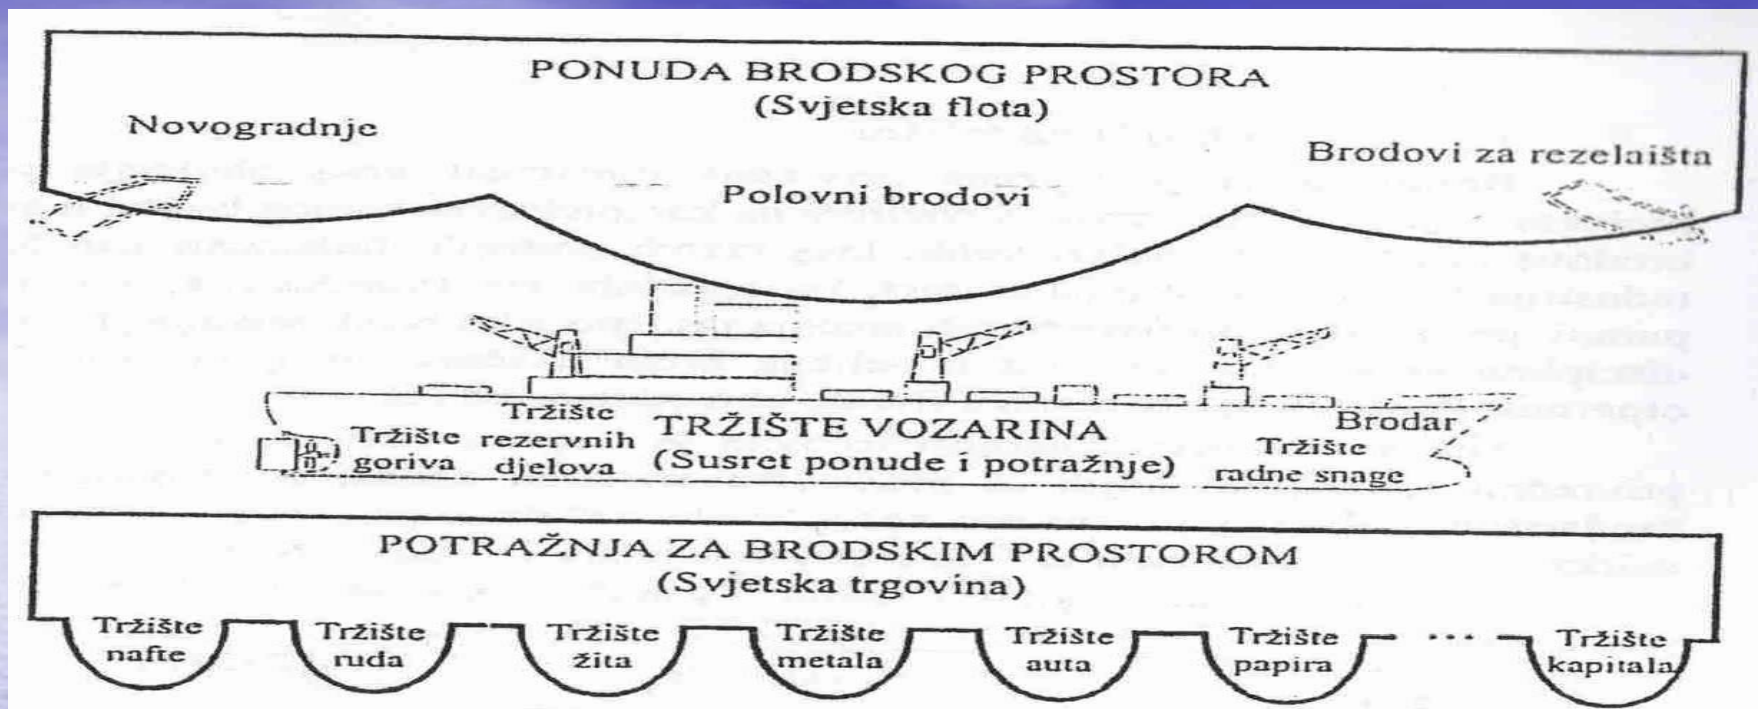 PONUDA BRODSKOG PROSTORA
(Svjetska flota)
Novogradnje
Brodovi za rezelaišta
Polovni brodovi
Tržište goriva
Tržište rezervnih djelova
TRŽIŠTE VOZARINA
(Susret ponude i potražnje)
Brodar
Tržište radne snage
POTRAŽNJA ZA BRODSKIM PROSTOROM
(Svjetska trgovina)
Tržište nafte
Tržište ruda
Tržište žita
Tržište metala
Tržište auta
Tržište papira
...
Tržište kapitala